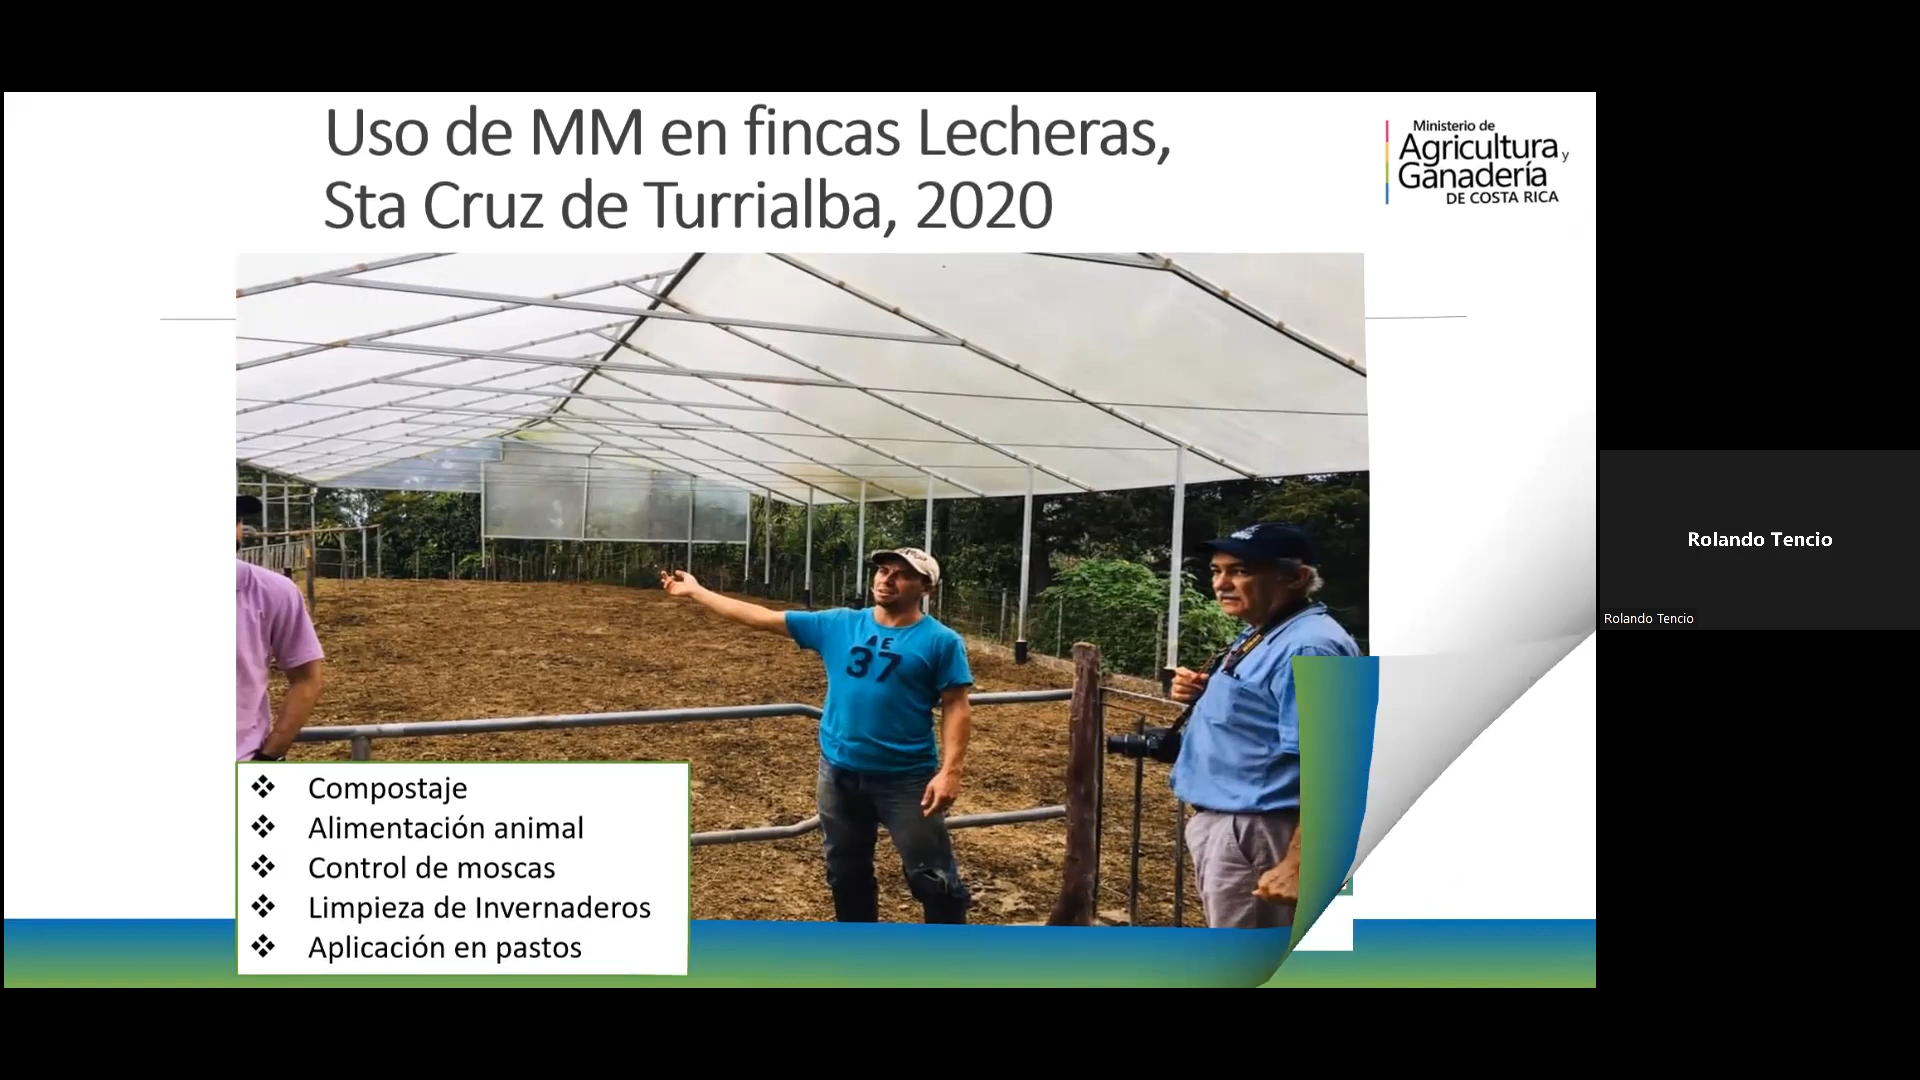 Uso de MM en fincas Lecheras,
Sta Cruz de Turrialba, 2020
Ministerio de
Agricultura y
Ganadería
DE COSTA RICA
AE
37
❖ Compostaje
❖ Alimentación animal
❖ Control de moscas
❖ Limpieza de Invernaderos
❖ Aplicación en pastos
Rolando Tencio
Rolando Tencio